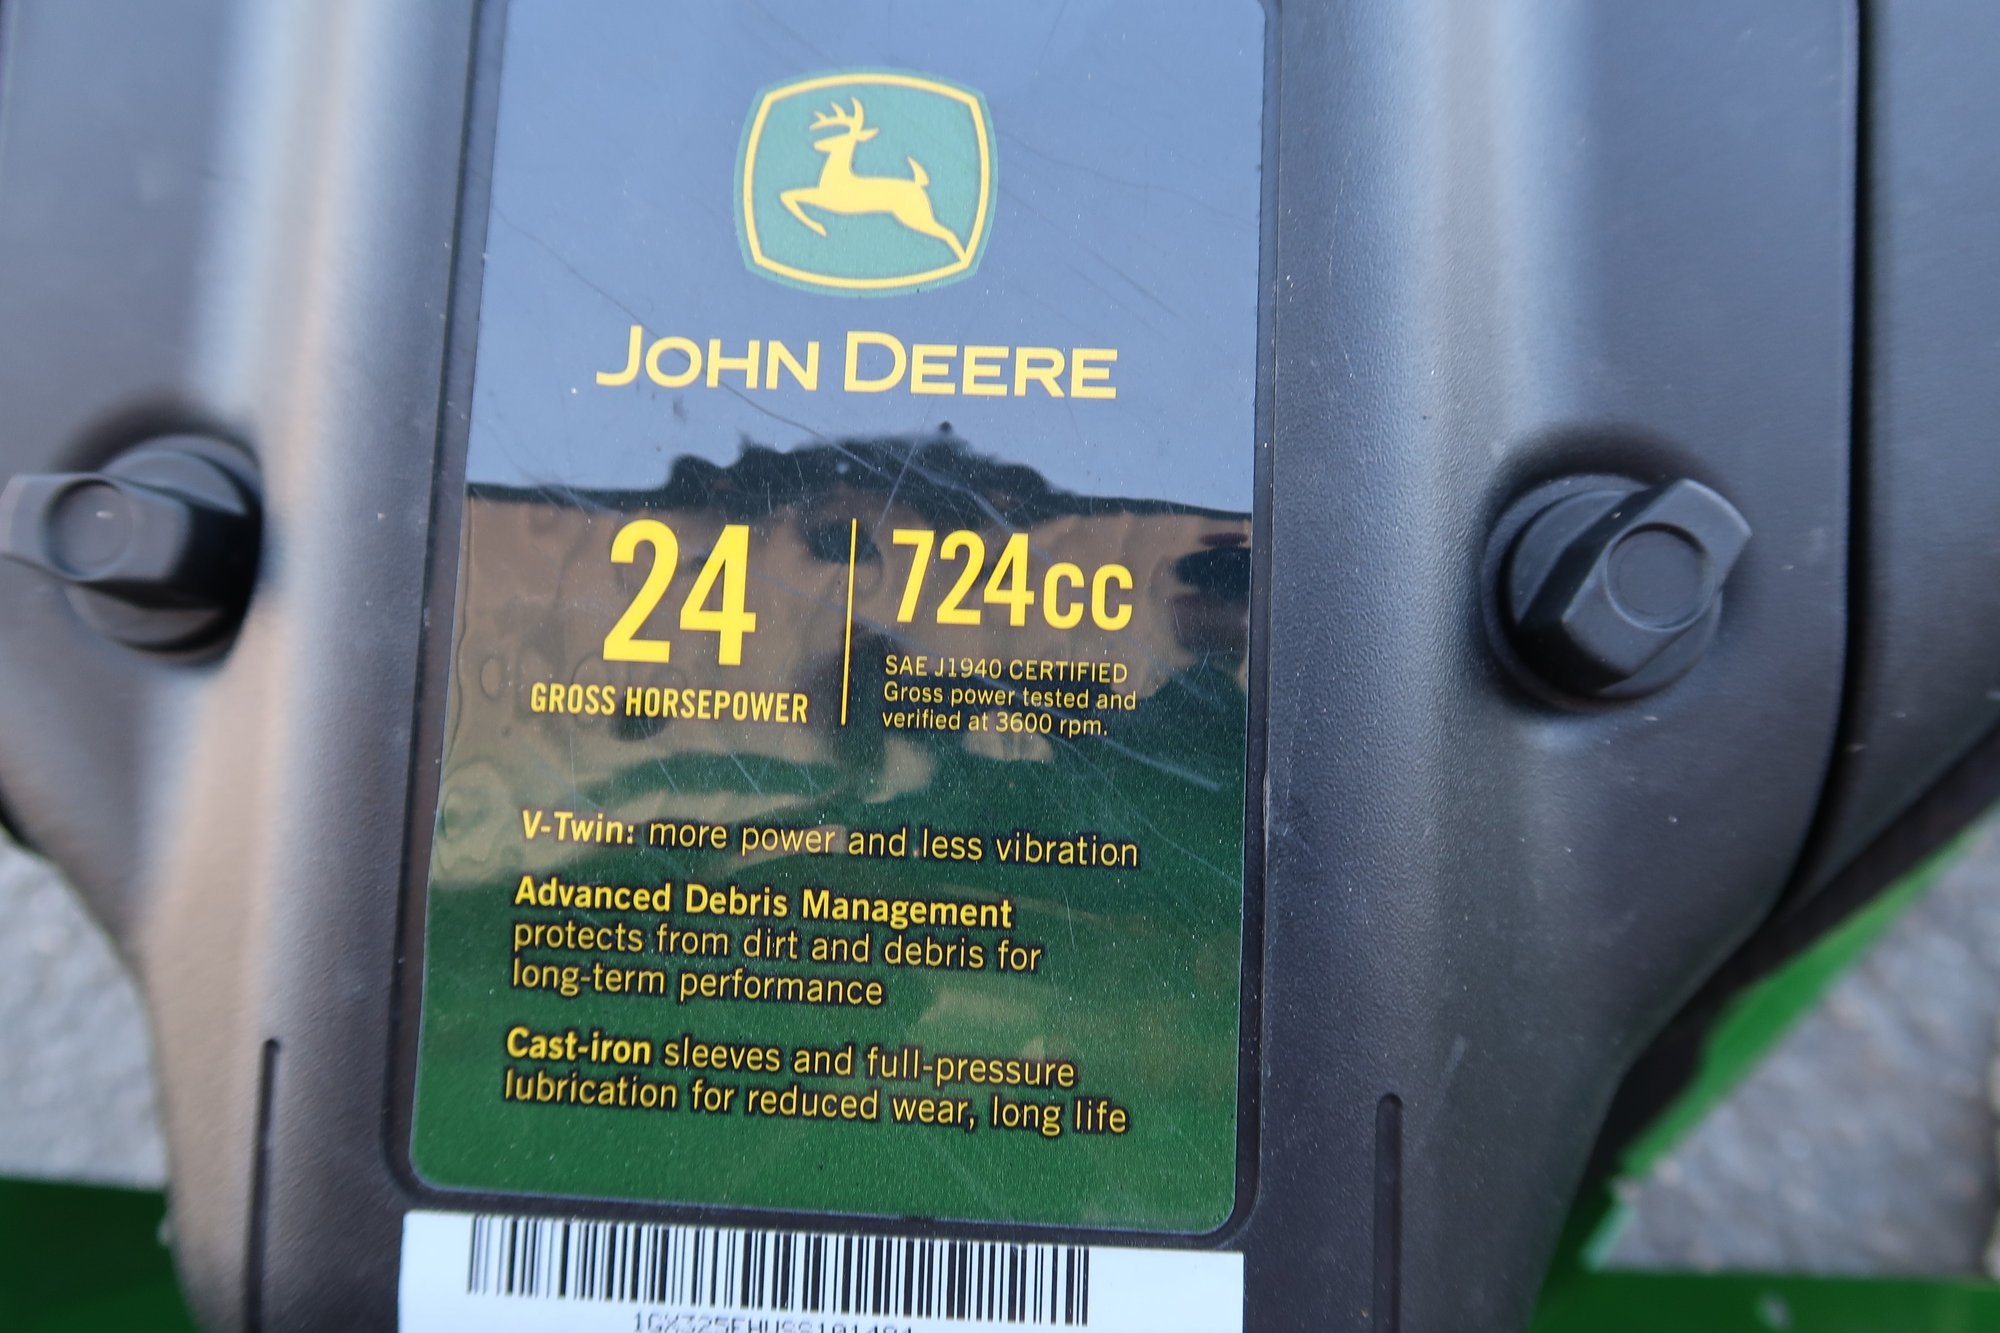 JOHN DEERE
24
GROSS HORSEPOWER
724cc
SAE J1940 CERTIFIED
Gross power tested and
verified at 3600 rpm.
V-Twin: more power and less vibration
Advanced Debris Management
protects from dirt and debris for
long-term performance
Cast-iron sleeves and full-pressure
lubrication for reduced wear, long life